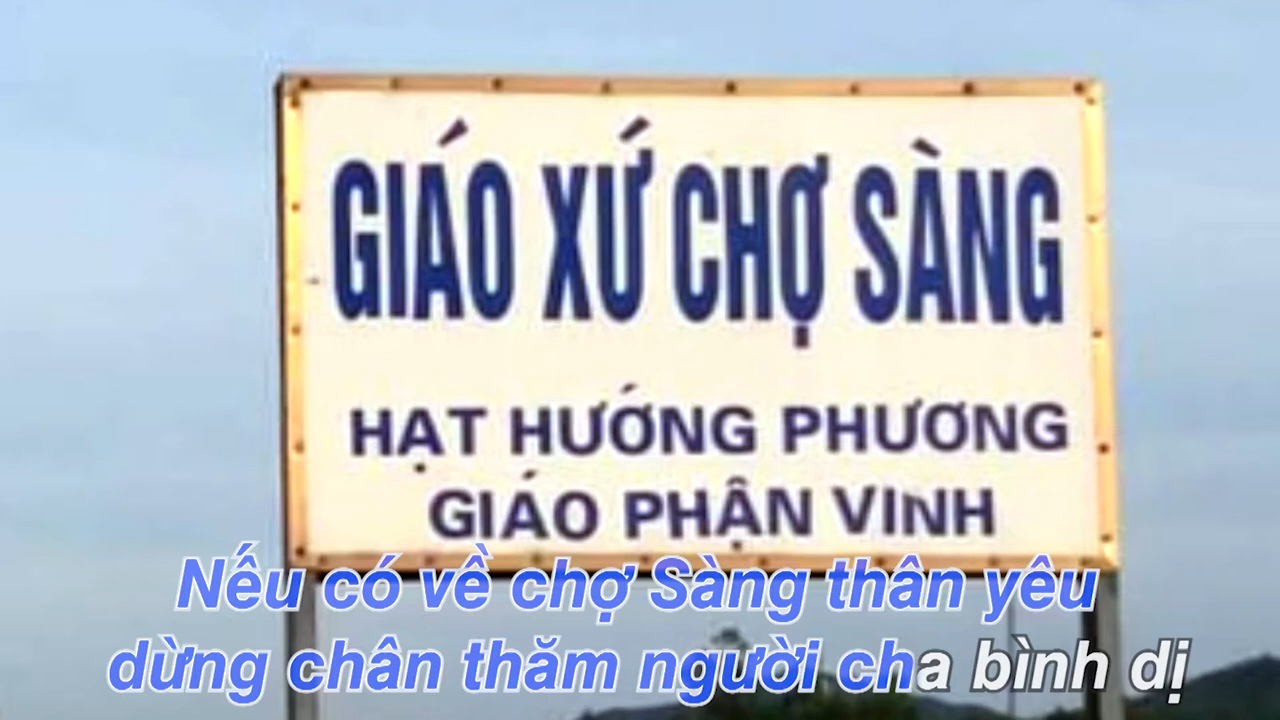 GIÁO XỨ CHỢ SÀNG
HẠT HƯỚNG PHƯƠNG
GIÁO PHẬN VINH
Nếu có về chợ Sàng thân yêu
dừng chân thăm người cha bình dị